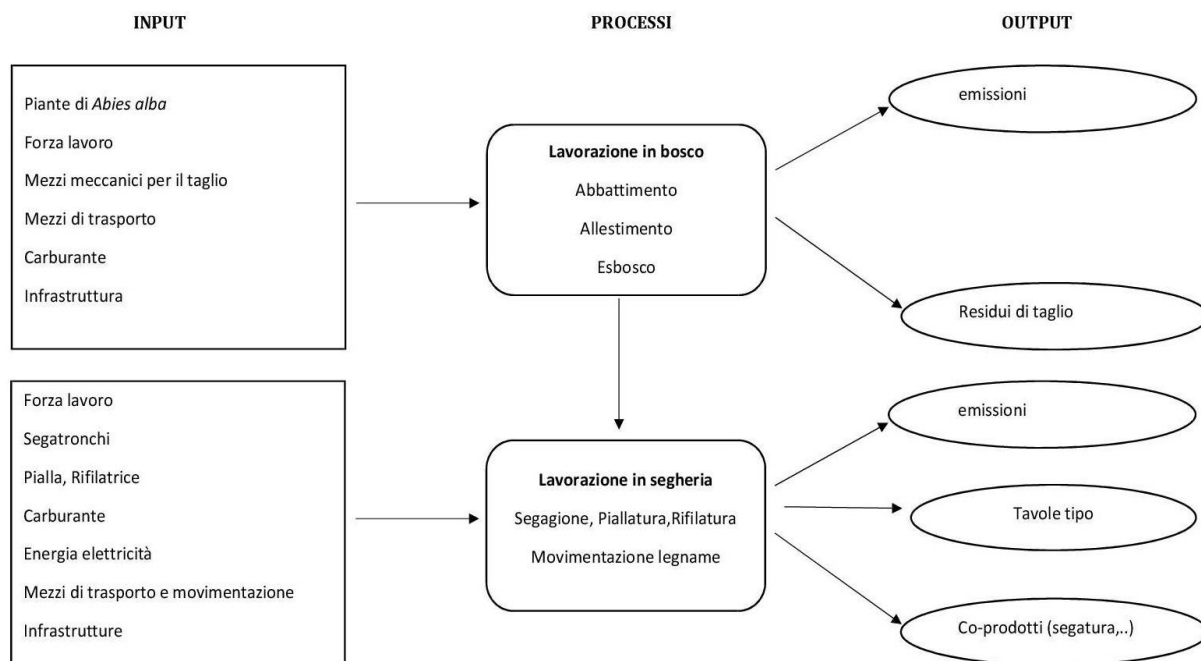 INPUT
PROCESSI
OUTPUT
Piante di Abies alba
Forza lavoro
Mezzi meccanici per il taglio
Mezzi di trasporto
Carburante
Infrastruttura
Lavorazione in bosco
Abbattimento
Allestimento
Esbosco
emissioni
Residui di taglio
Forza lavoro
Segatronchi
Pialla, Rifilatrice
Carburante
Energia elettricità
Mezzi di trasporto e movimentazione
Infrastrutture
Lavorazione in segheria
Segagione, Piallatura,Rifilatura
Movimentazione legname
emissioni
Tavole tipo
Co-prodotti (segatura,..)